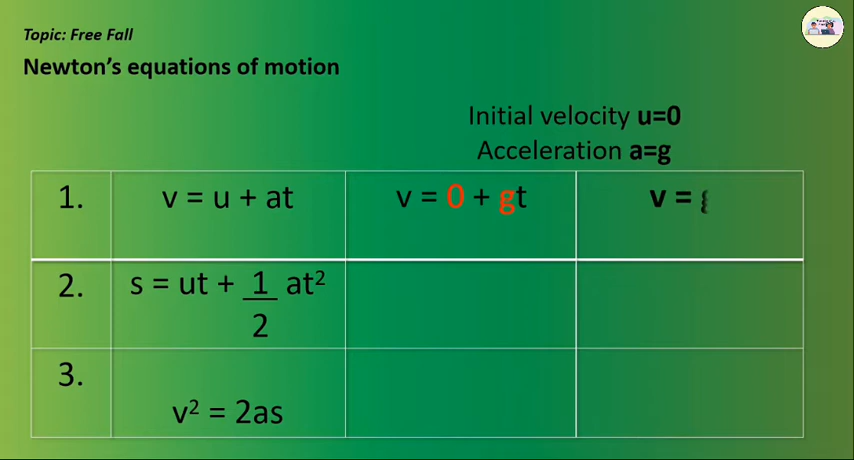 Topic: Free Fall
Newton’s equations of motion
Initial velocity u=0
Acceleration a=g
1. v = u + at v = 0 + gt v =
2. s = ut + 1/2 at²
3. v² = 2as